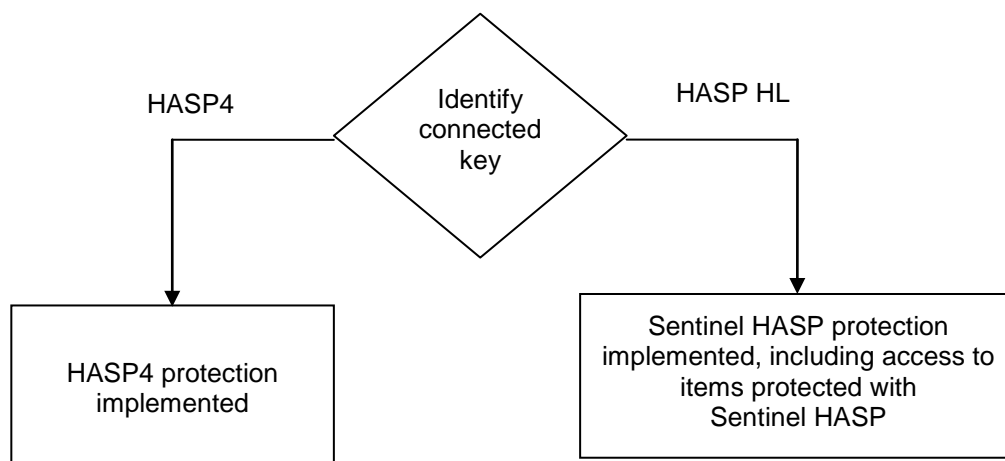 Identify
connected
key
HASP4
HASP HL
HASP4 protection
implemented
Sentinel HASP protection
implemented, including access to
items protected with
Sentinel HASP